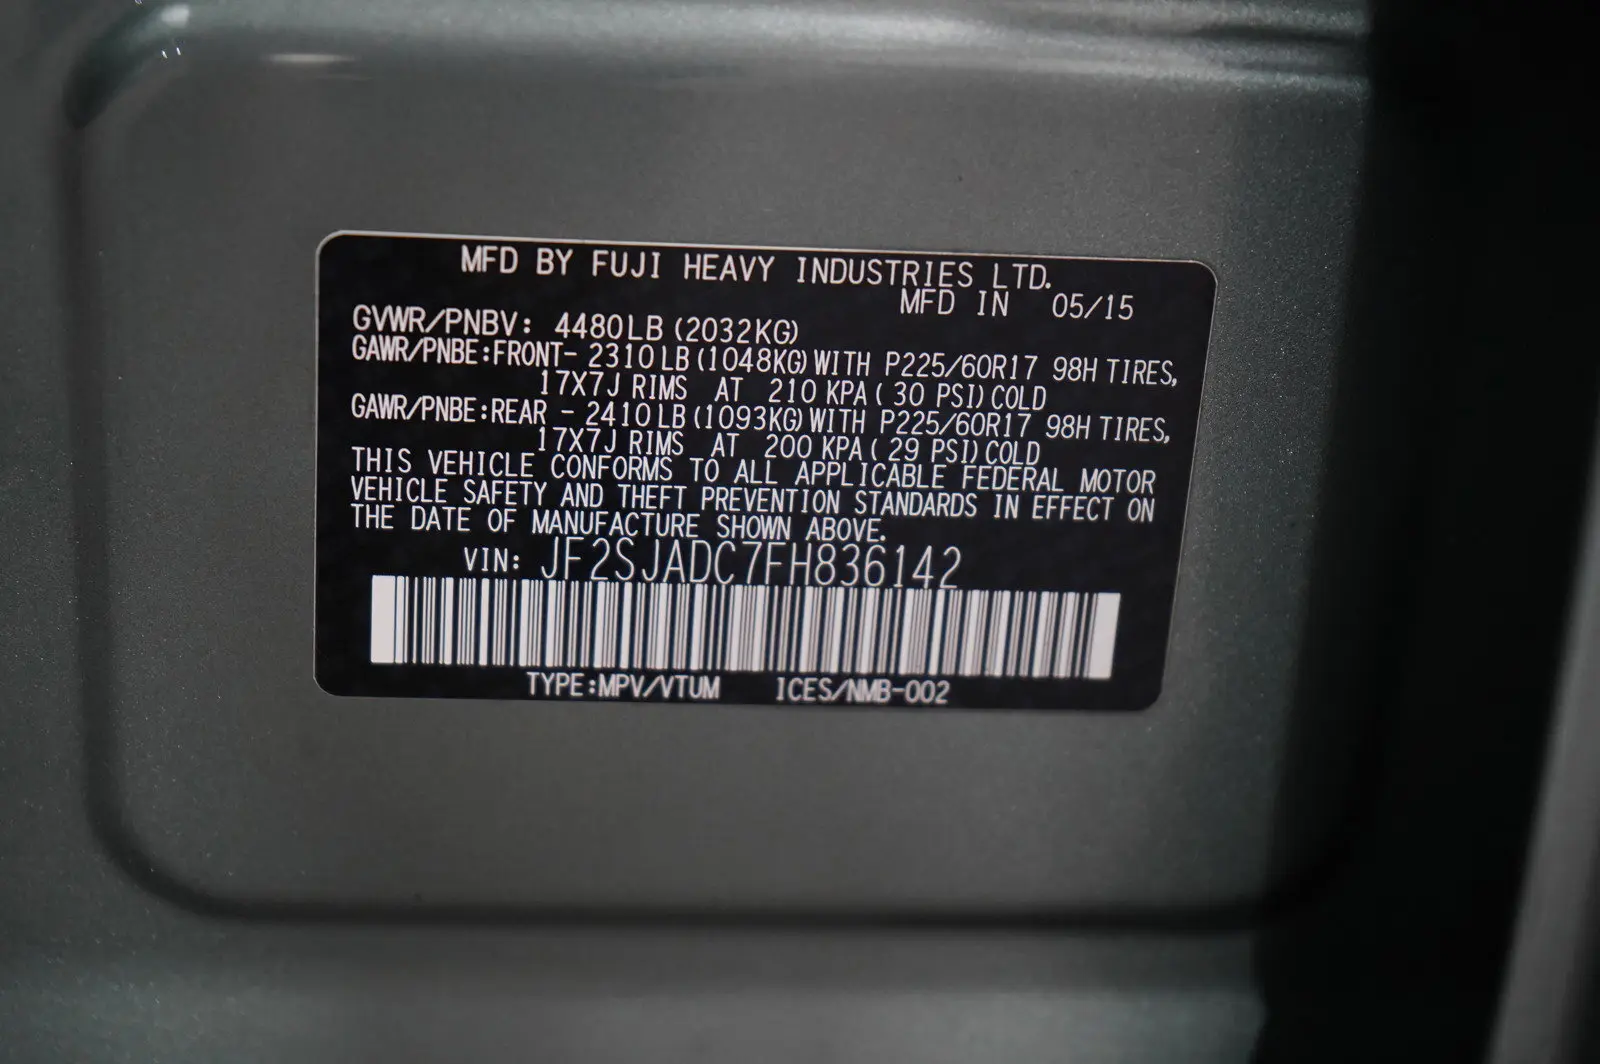 MFD BY FUJI HEAVY INDUSTRIES LTD.
MFD IN 05/15
GVWR/PNBV: 4480LB (2032KG)
GAWR/PNBE:FRONT- 2310LB (1048KG) WITH P225/60R17 98H TIRES,
17X7J RIMS AT 210 KPA( 30 PSI) COLD
GAWR/PNBE:REAR - 2410LB (1093KG) WITH P225/60R17 98H TIRES,
17X7J RIMS AT 200 KPA( 29 PSI) COLD
THIS VEHICLE CONFORMS TO ALL APPLICABLE FEDERAL MOTOR
VEHICLE SAFETY AND THEFT PREVENTION STANDARDS IN EFFECT ON
THE DATE OF MANUFACTURE SHOWN ABOVE.
VIN: JF2SJADC7FH836142
TYPE:MPV/VTUM ICES/NMB-002